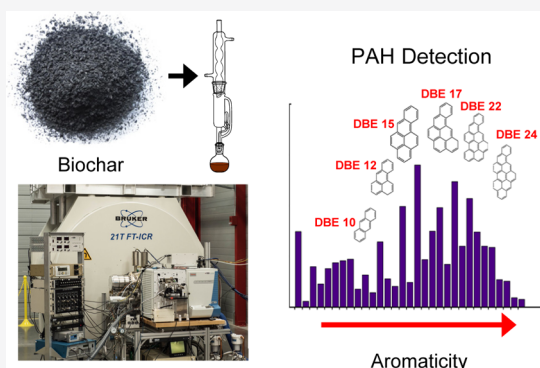 Biochar
BRUKER
21T FT-ICR
PAH Detection
DBE 10
DBE 12
DBE 15
DBE 17
DBE 22
DBE 24
Aromaticity